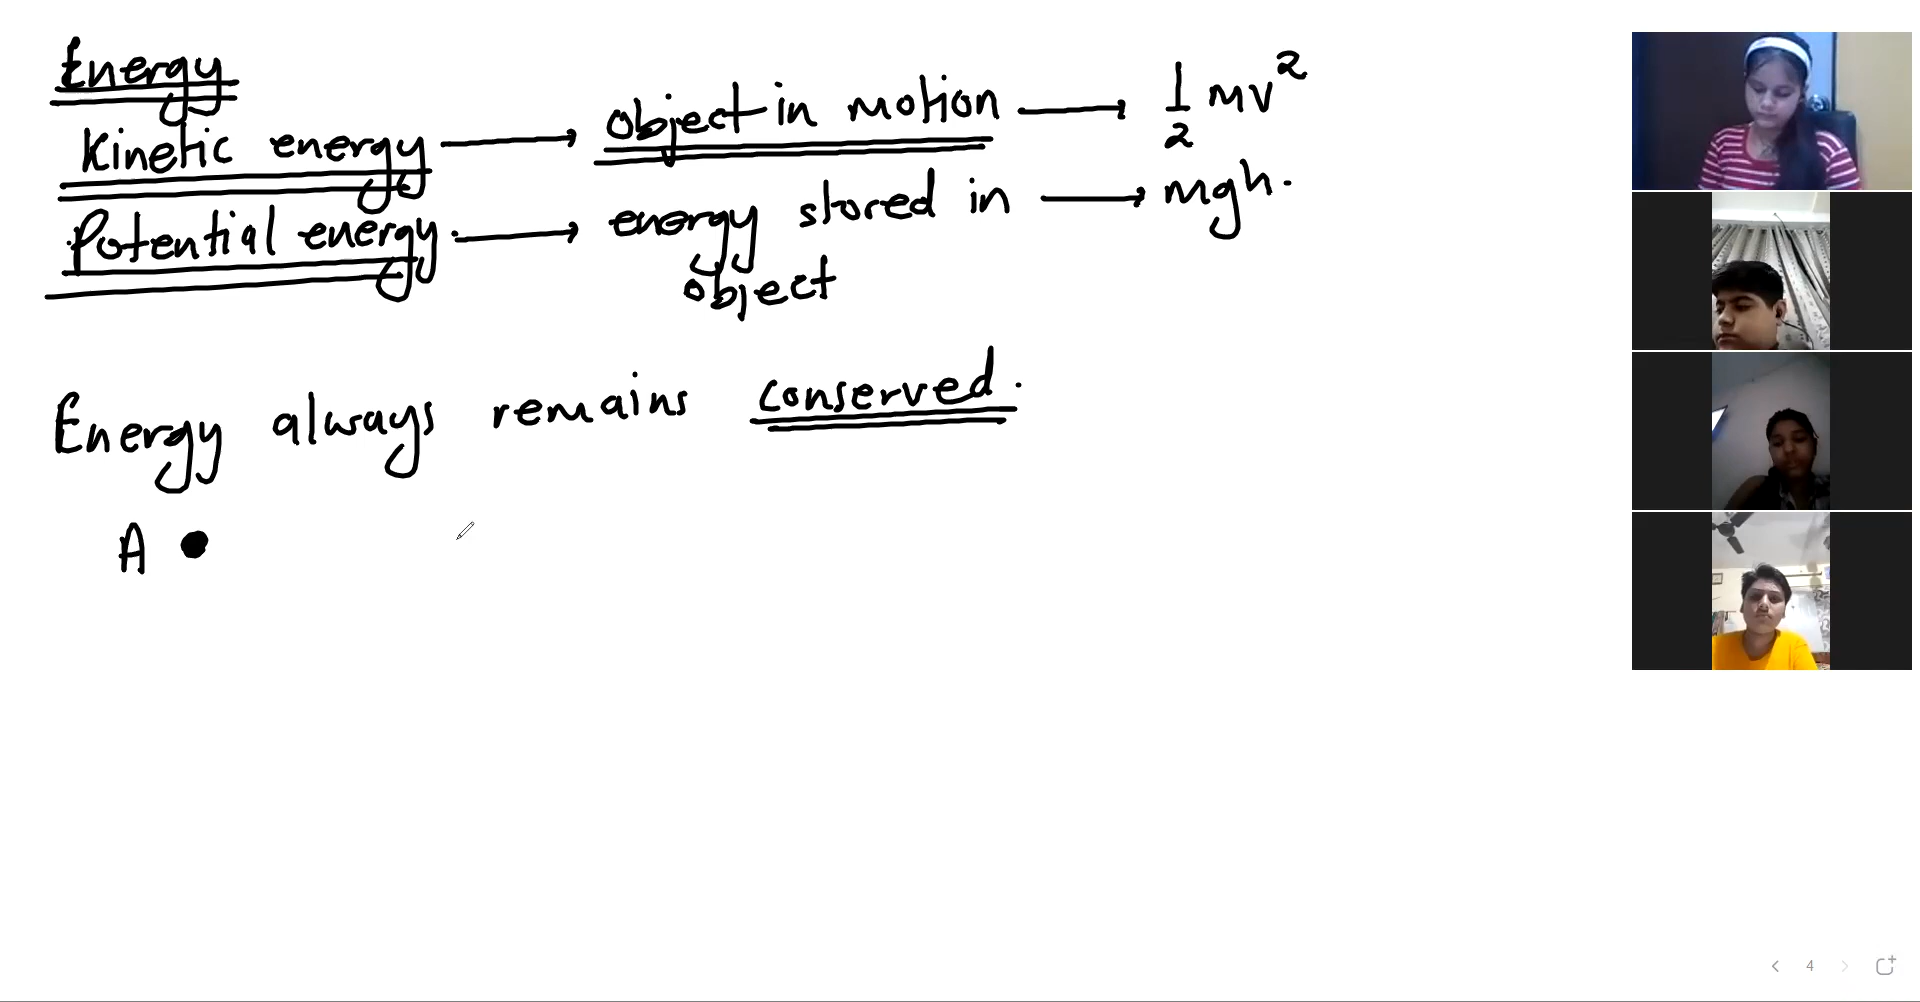 Energy
Kinetic energy → object in motion → 1/2 mv²
Potential energy. → energy stored in → mgh.
object
Energy always remains conserved.
A
4